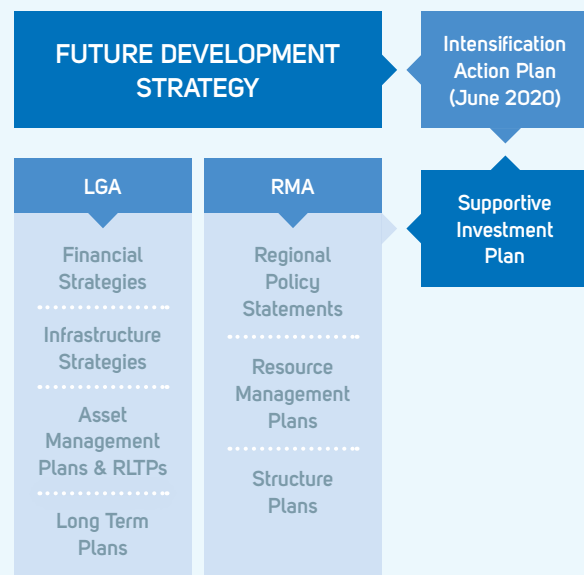 FUTURE DEVELOPMENT
STRATEGY
Intensification
Action Plan
(June 2020)
LGA
Financial
Strategies
Infrastructure
Strategies
Asset
Management
Plans & RLTPs
Long Term
Plans
RMA
Regional
Policy
Statements
Resource
Management
Plans
Structure
Plans
Supportive
Investment
Plan